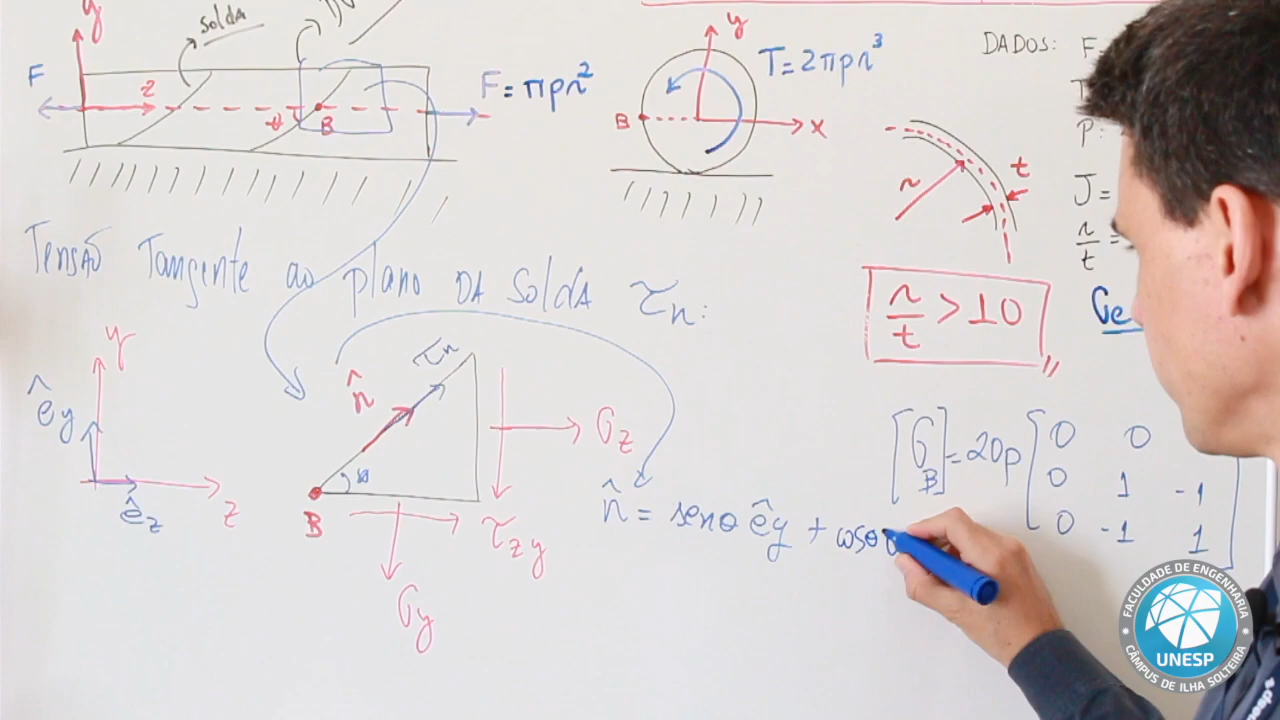 y
solda
F
z
θ
B
F = πpr²
y
T = 2πpr³
B
x
DADOS: F
T
P:
J =
r/t =
r
t
r/t > 10
Tensão Tangente ao plano da solda τn:
y
êy
êz
z
n̂
τn
θ
B
σz
τzy
σy
n̂ = senθ êy + cosθ
[σB] = 20p [0 0
0 1 -1
0 -1 1]
FACULDADE DE ENGENHARIA
UNESP
CÂMPUS DE ILHA SOLTEIRA